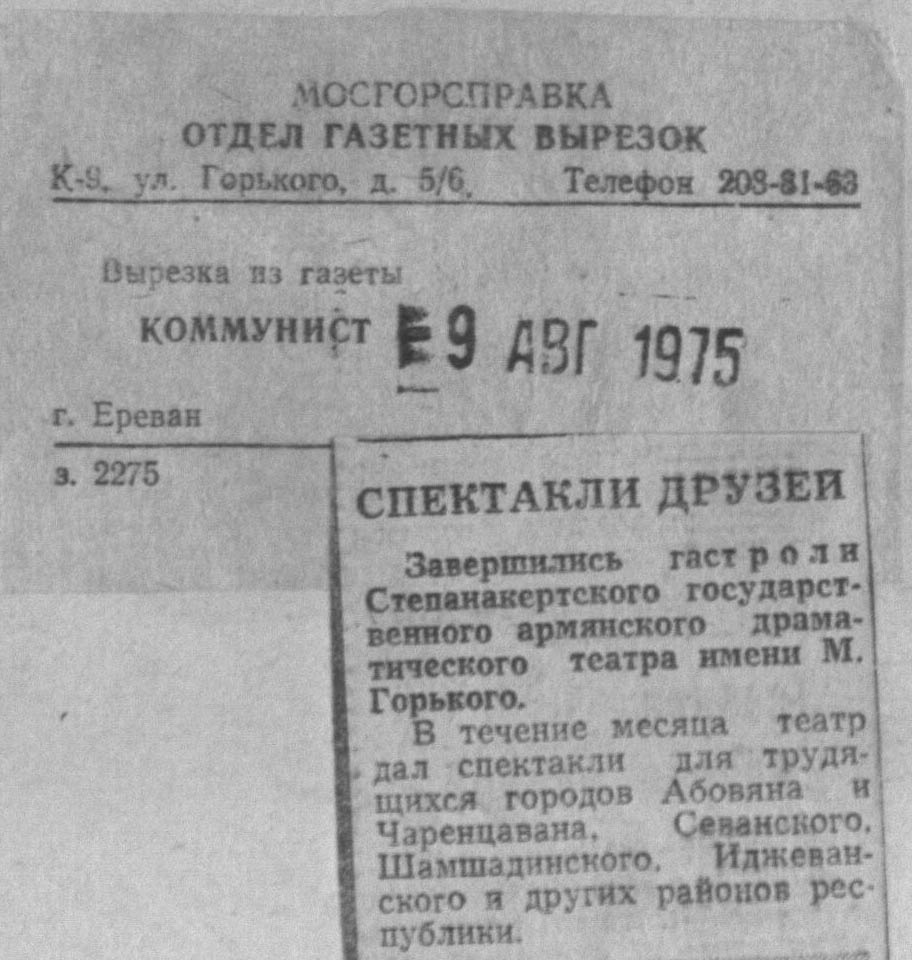 МОСГОРСПРАВКА
ОТДЕЛ ГАЗЕТНЫХ ВЫРЕЗОК
К-9, ул. Горького, д. 5/6. Телефон 203-81-63
Вырезка из газеты
КОММУНИСТ
9 АВГ 1975
г. Ереван
з. 2275
СПЕКТАКЛИ ДРУЗЕЙ
Завершились гастроли
Степанакертского государст-
венного армянского драма-
тического театра имени М.
Горького.
В течение месяца театр
дал спектакли для трудя-
щихся городов Абовяна и
Чаренцавана, Севанского,
Шамшадинского, Иджеван-
ского и других районов рес-
публики.